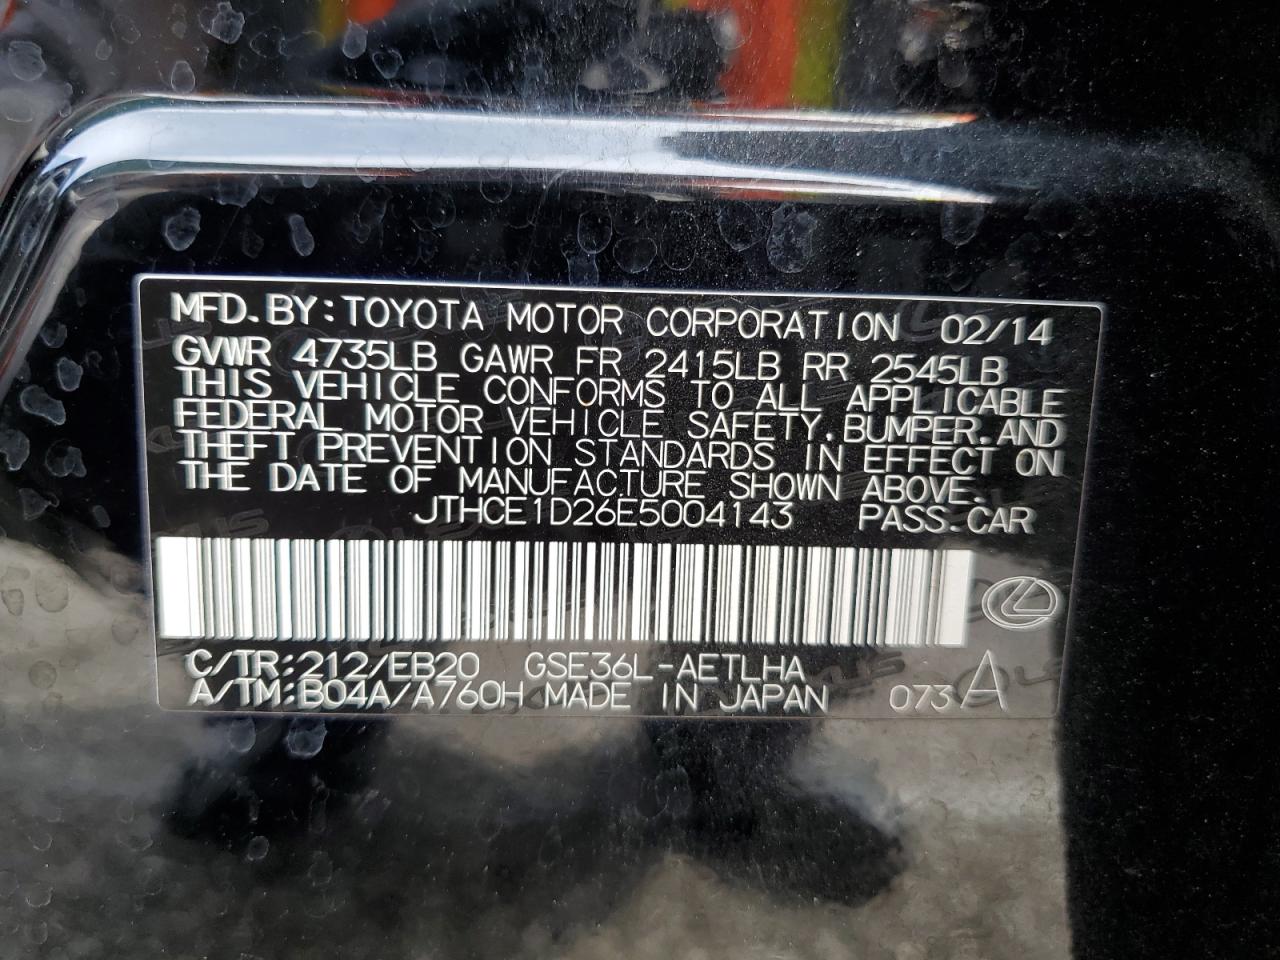 MFD. BY: TOYOTA MOTOR CORPORATION 02/14
GVWR 4735LB GAWR FR 2415LB RR 2545LB
THIS VEHICLE CONFORMS TO ALL APPLICABLE
FEDERAL MOTOR VEHICLE SAFETY, BUMPER, AND
THEFT PREVENTION STANDARDS IN EFFECT ON
THE DATE OF MANUFACTURE SHOWN ABOVE.
JTHCE1D26E5004143 PASS. CAR
C/TR: 212/EB20 GSE36L-AETLHA
A/TM: B04A/A760H MADE IN JAPAN 073 A